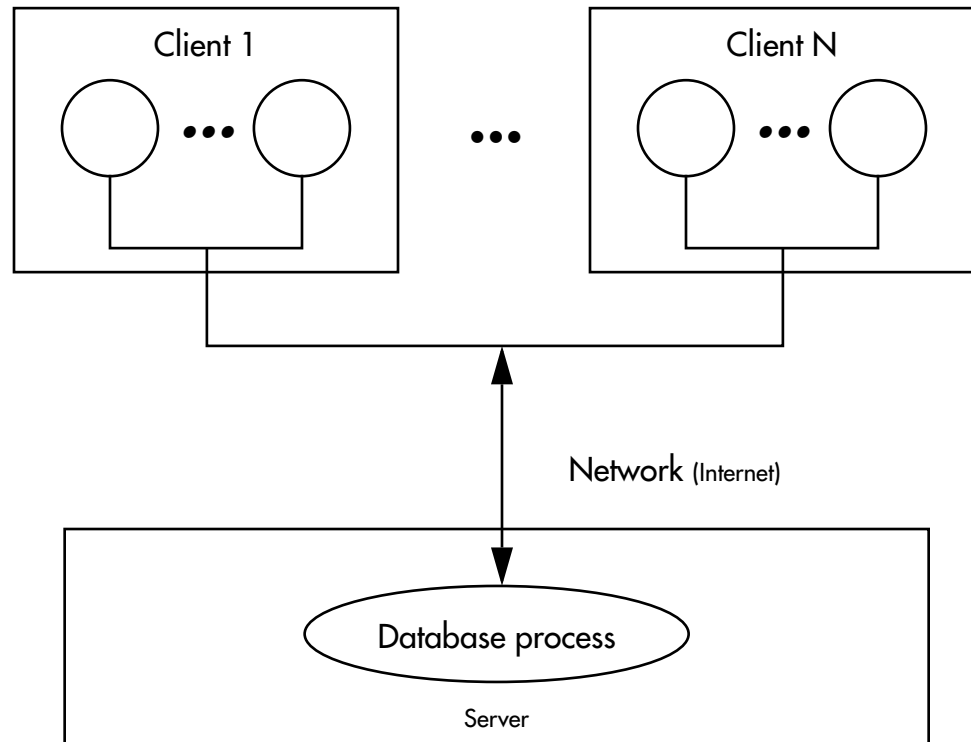 Client 1
Client N
Network (Internet)
Database process
Server